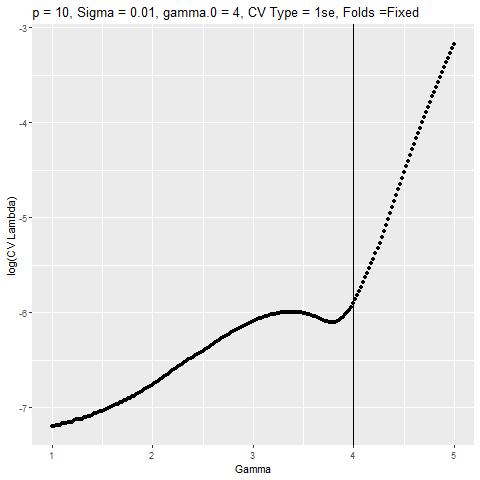 p = 10, Sigma = 0.01, gamma.0 = 4, CV Type = 1se, Folds =Fixed
-3
-4
-5
-6
-7
log(CV Lambda)
1 2 3 4 5
Gamma